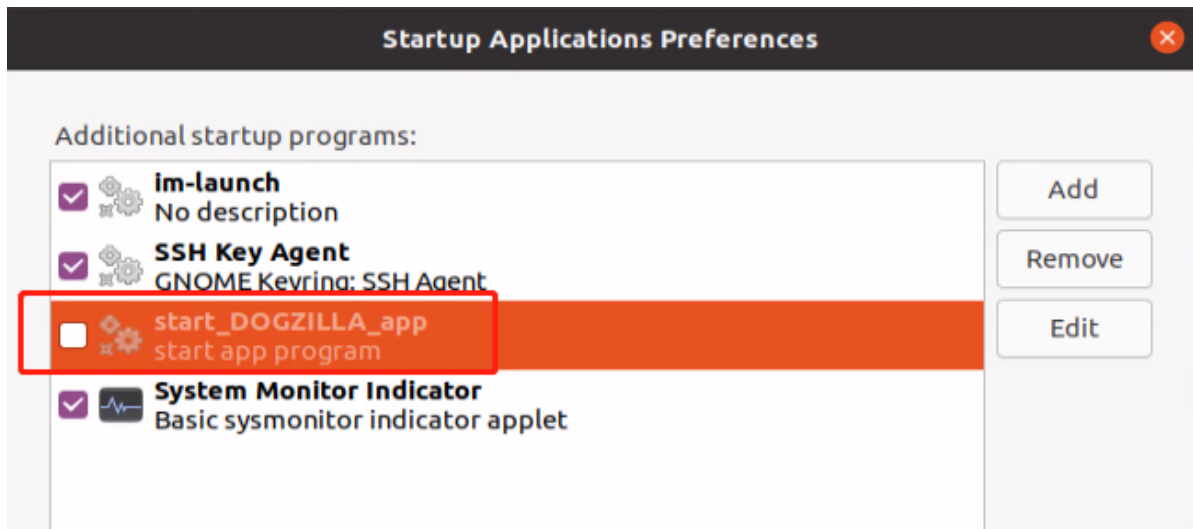 Startup Applications Preferences
Additional startup programs:
im-launch
No description
Add
SSH Key Agent
GNOME Keyring: SSH Agent
Remove
start_DOGZILLA_app
start app program
Edit
System Monitor Indicator
Basic sysmonitor indicator applet